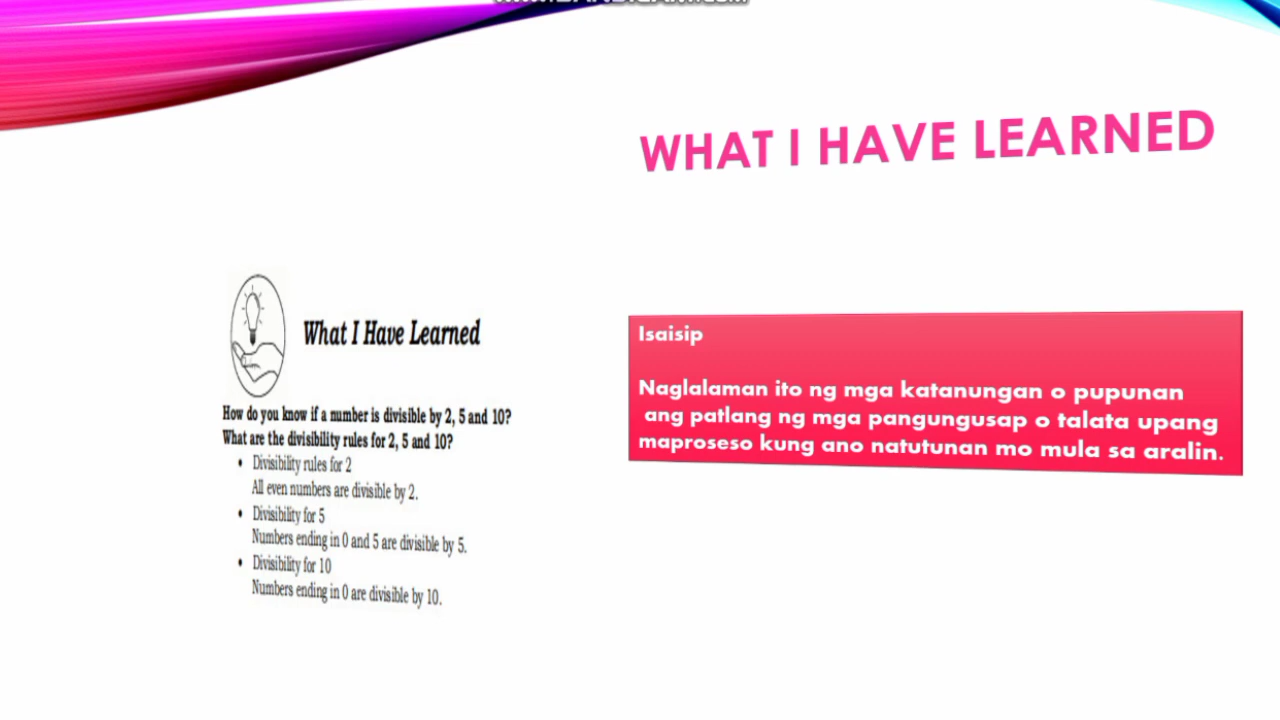 WHAT I HAVE LEARNED
What I Have Learned
How do you know if a number is divisible by 2, 5 and 10?
What are the divisibility rules for 2, 5 and 10?
• Divisibility rules for 2
All even numbers are divisible by 2.
• Divisibility for 5
Numbers ending in 0 and 5 are divisible by 5.
• Divisibility for 10
Numbers ending in 0 are divisible by 10.
Isaisip
Naglalaman ito ng mga katanungan o pupunan
ang patlang ng mga pangungusap o talata upang
maproseso kung ano natutunan mo mula sa aralin.